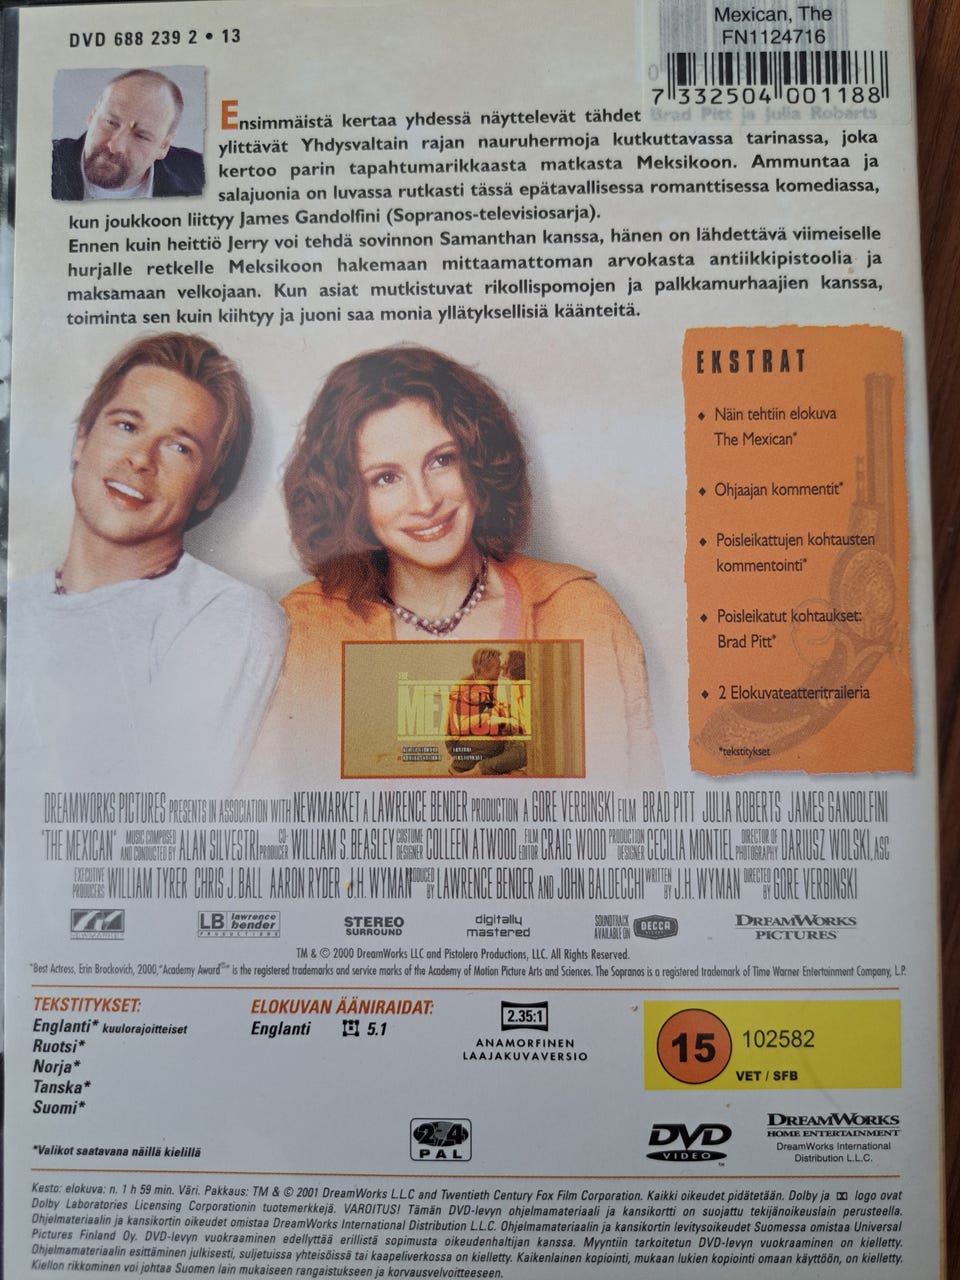 DVD 688 239 2 • 13
Mexican, The
FN1124716
7 332504 001188
Ensimmäistä kertaa yhdessä näyttelevät tähdet Brad Pitt ja Julia Roberts
ylittävät Yhdysvaltain rajan nauruhermoja kutkuttavassa tarinassa, joka
kertoo parin tapahtumarikkaasta matkasta Meksikoon. Ammuntaa ja
salajuonia on luvassa rutkasti tässä epätavallisessa romanttisessa komediassa,
kun joukkoon liittyy James Gandolfini (Sopranos-televisiosarja).
Ennen kuin heittiö Jerry voi tehdä sovinnon Samanthan kanssa, hänen on lähdettävä viimeiselle
hurjalle retkelle Meksikoon hakemaan mittaamattoman arvokasta antiikkipistoolia ja
maksamaan velkojaan. Kun asiat mutkistuvat rikollispomojen ja palkkamurhaajien kanssa,
toiminta sen kuin kiihtyy ja juoni saa monia yllätyksellisiä käänteitä.
EKSTRAT
♦ Näin tehtiin elokuva
The Mexican*
♦ Ohjaajan kommentit*
♦ Poisleikattujen kohtausten
kommentointi*
♦ Poisleikatut kohtaukset:
Brad Pitt*
♦ 2 Elokuvateatteritraileria
*tekstitykset
THE
MEXICAN
DREAMWORKS PICTURES PRESENTS IN ASSOCIATION WITH NEWMARKET A LAWRENCE BENDER PRODUCTION A GORE VERBINSKI FILM BRAD PITT JULIA ROBERTS JAMES GANDOLFINI
"THE MEXICAN" MUSIC COMPOSED AND CONDUCTED BY ALAN SILVESTRI CO-PRODUCER WILLIAM S. BEASLEY COSTUME DESIGNER COLLEEN ATWOOD FILM EDITOR CRAIG WOOD PRODUCTION DESIGNER CECILIA MONTIEL DIRECTOR OF PHOTOGRAPHY DARIUSZ WOLSKI, ASC
EXECUTIVE PRODUCERS WILLIAM TYRER CHRIS J. BALL AARON RYDER J.H. WYMAN PRODUCED BY LAWRENCE BENDER AND JOHN BALDECCHI WRITTEN BY J.H. WYMAN DIRECTED BY GORE VERBINSKI
NEWMARKET
LB lawrence bender PRODUCTIONS
STEREO SURROUND
digitally mastered
SOUNDTRACK AVAILABLE ON DECCA
DREAMWORKS PICTURES
TM & © 2000 DreamWorks LLC and Pistolero Productions, LLC. All Rights Reserved.
*Best Actress, Erin Brockovich, 2000, "Academy Award®" is the registered trademarks and service marks of the Academy of Motion Picture Arts and Sciences. The Sopranos is a registered trademark of Time Warner Entertainment Company, L.P.
TEKSTITYKSET:
Englanti* kuulorajoitteiset
Ruotsi*
Norja*
Tanska*
Suomi*
*Valikot saatavana näillä kielillä
ELOKUVAN ÄÄNIRAIDAT:
Englanti 5.1
2.35:1
ANAMORFINEN
LAAJAKUVAVERSIO
15
102582
VET / SFB
2 4
PAL
DVD
VIDEO
TM
DREAMWORKS
HOME ENTERTAINMENT
DreamWorks International
Distribution L.L.C.
Kesto: elokuva: n. 1 h 59 min. Väri. Pakkaus: TM & © 2001 DreamWorks L.L.C and Twentieth Century Fox Film Corporation. Kaikki oikeudet pidätetään. Dolby ja logo ovat
Dolby Laboratories Licensing Corporationin tuotemerkkejä. VAROITUS! Tämän DVD-levyn ohjelmamateriaali ja kansikortti on suojattu tekijänoikeuslain perusteella.
Ohjelmateriaalin ja kansikortin oikeudet omistaa DreamWorks International Distribution L.L.C. Ohjelmamateriaalin ja kansikortin levitysoikeudet Suomessa omistaa Universal
Pictures Finland Oy. DVD-levyn vuokraaminen edellyttää erillistä sopimusta oikeudenhaltijan kanssa. Myyntiin tarkoitetun DVD-levyn vuokraaminen on kielletty.
Ohjelmamateriaalin esittäminen julkisesti, suljetuissa yhteisöissä tai kaapeliverkossa on kielletty. Kaikenlainen kopiointi, mukaan lukien kopiointi omaan käyttöön, on kielletty.
Kiellon rikkominen voi johtaa Suomen lain mukaiseen rangaistukseen ja korvausvelvoitteeseen.